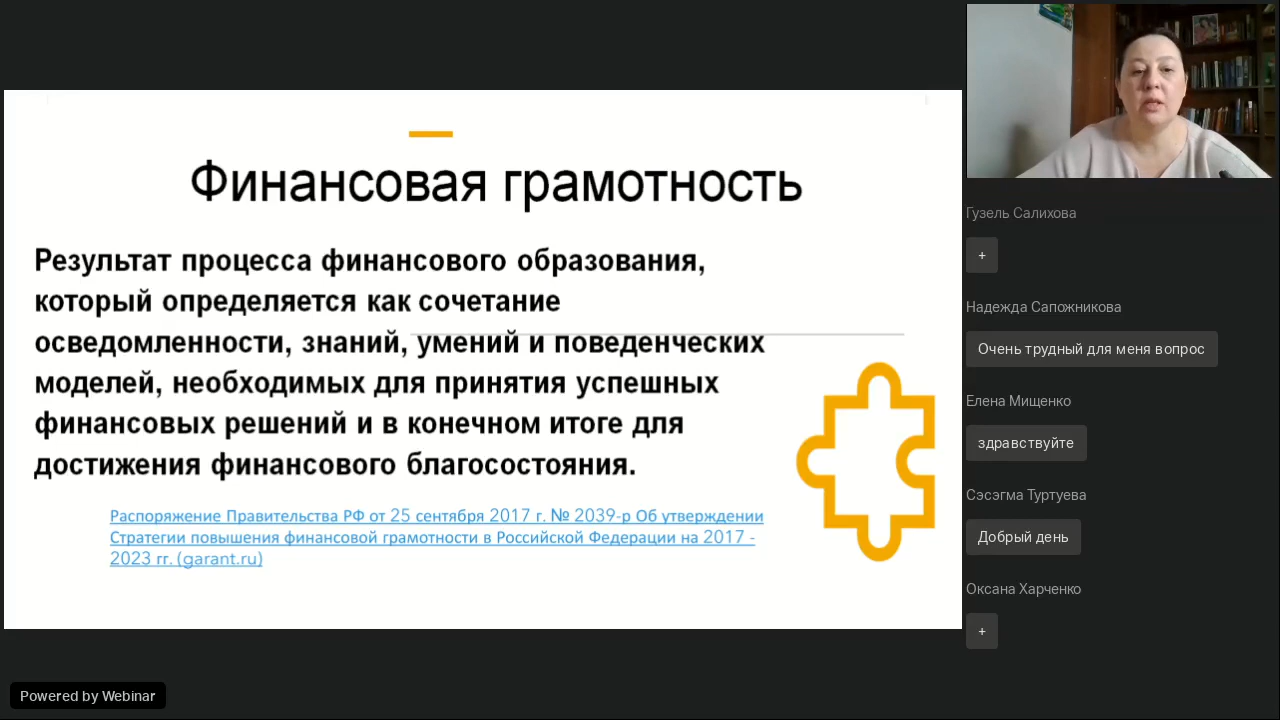 Финансовая грамотность
Результат процесса финансового образования,
который определяется как сочетание
осведомленности, знаний, умений и поведенческих
моделей, необходимых для принятия успешных
финансовых решений и в конечном итоге для
достижения финансового благосостояния.
Распоряжение Правительства РФ от 25 сентября 2017 г. № 2039-р Об утверждении
Стратегии повышения финансовой грамотности в Российской Федерации на 2017 -
2023 гг. (garant.ru)
Гузель Салихова
+
Надежда Сапожникова
Очень трудный для меня вопрос
Елена Мищенко
здравствуйте
Сэсэгма Туртуева
Добрый день
Оксана Харченко
+
Powered by Webinar